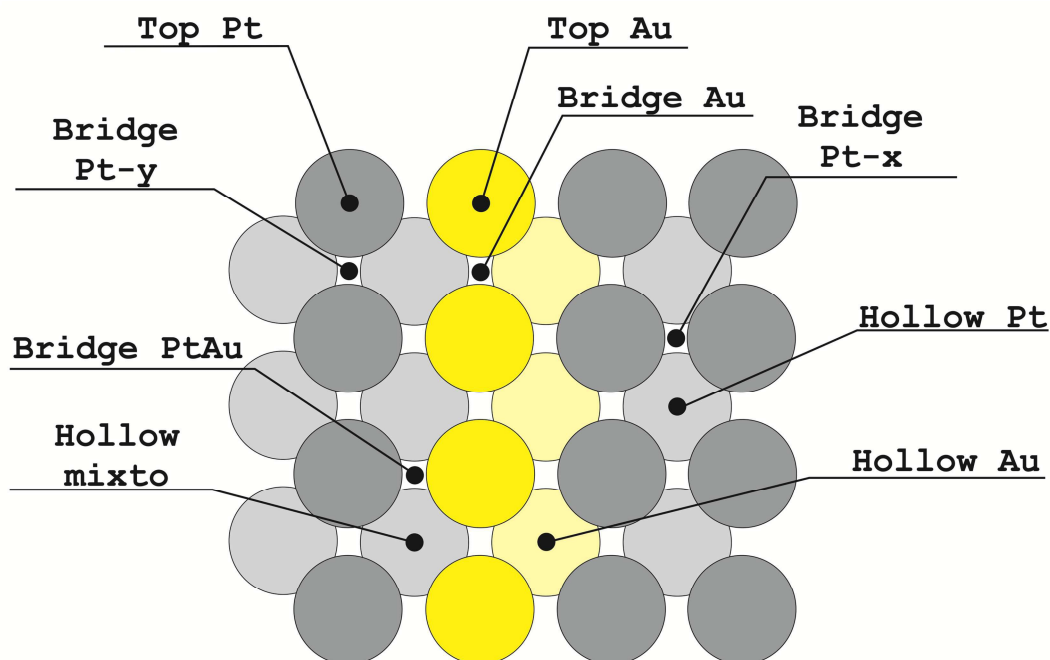 Top Pt
Top Au
Bridge Au
Bridge
Pt-x
Bridge
Pt-y
Hollow Pt
Bridge PtAu
Hollow
mixto
Hollow Au